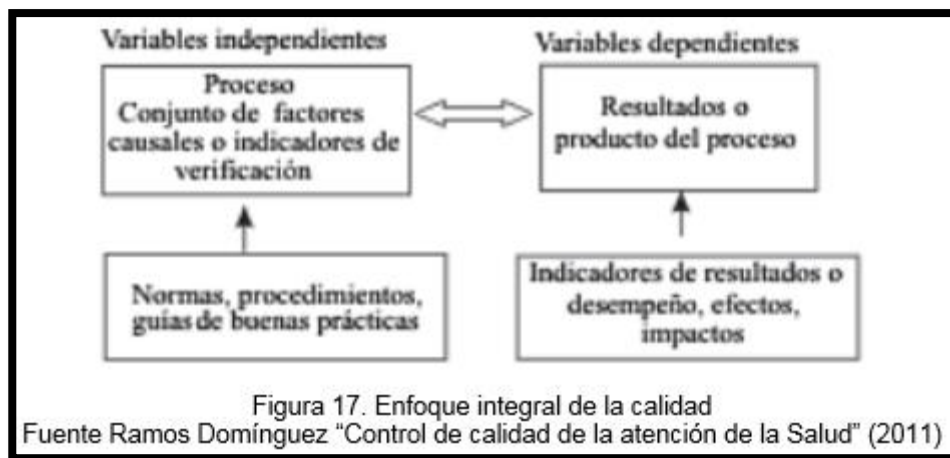 Variables independientes
Proceso
Conjunto de factores
causales o indicadores de
verificación
Variables dependientes
Resultados o
producto del proceso
Normas, procedimientos,
guías de buenas prácticas
Indicadores de resultados o
desempeño, efectos,
impactos
Figura 17. Enfoque integral de la calidad
Fuente Ramos Domínguez “Control de calidad de la atención de la Salud” (2011)